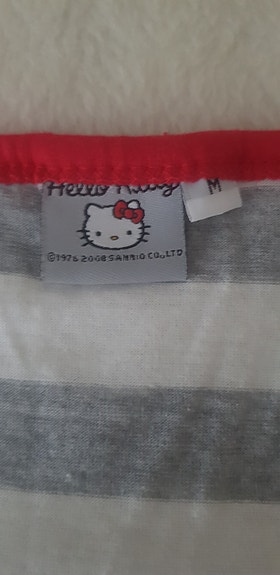 Hello Kitty
M
©1976 2008 SANRIO CO.,LTD